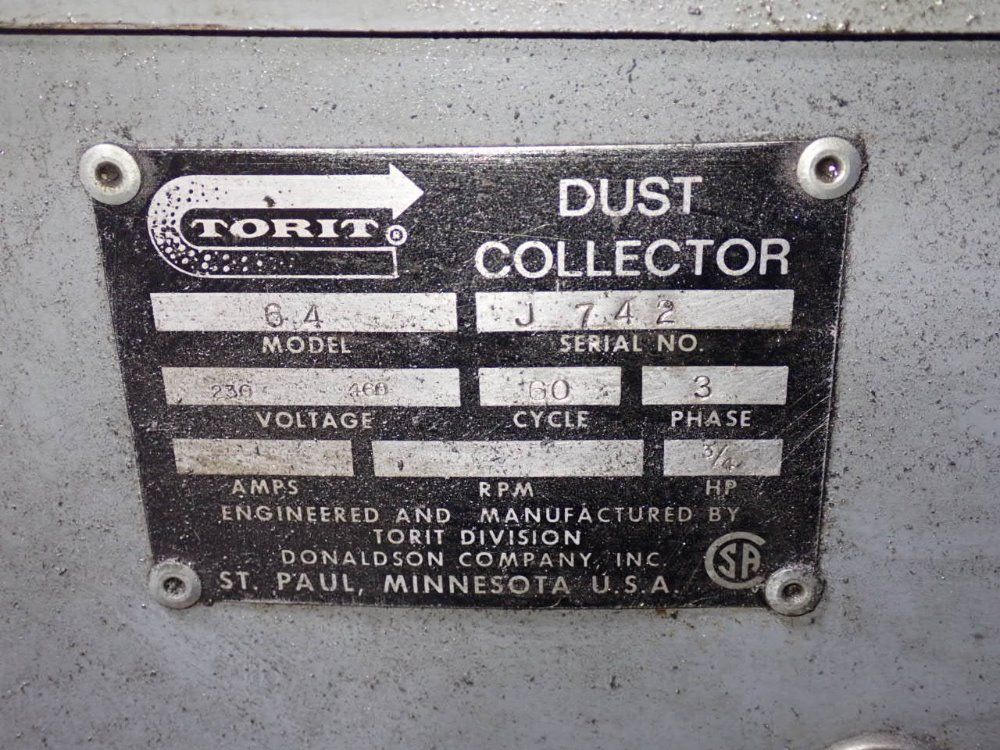 TORIT ®
DUST
COLLECTOR
64 J 742
MODEL SERIAL NO.
230 460 60 3
VOLTAGE CYCLE PHASE
3/4
AMPS RPM HP
ENGINEERED AND MANUFACTURED BY
TORIT DIVISION
DONALDSON COMPANY, INC.
ST. PAUL, MINNESOTA U.S.A.
SA